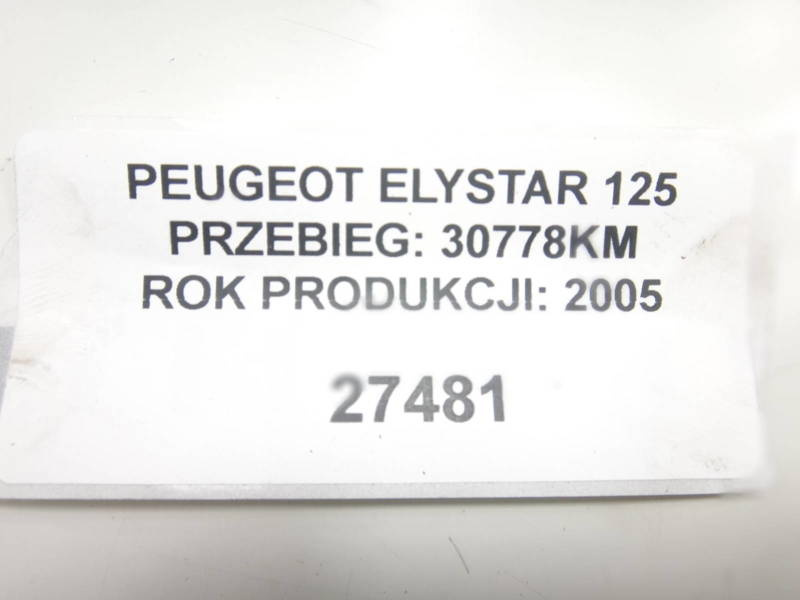 PEUGEOT ELYSTAR 125
PRZEBIEG: 30778KM
ROK PRODUKCJI: 2005
27481